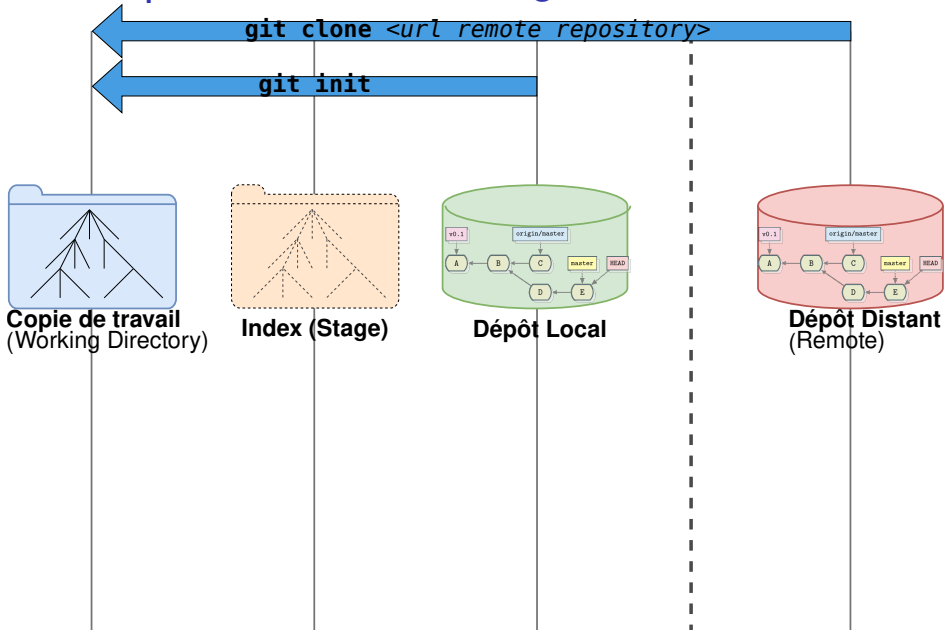 git clone <url remote repository>
git init
v0.1
origin/master
A
B
C
master
HEAD
D
E
v0.1
origin/master
A
B
C
master
HEAD
D
E
Copie de travail
(Working Directory)
Index (Stage)
Dépôt Local
Dépôt Distant
(Remote)